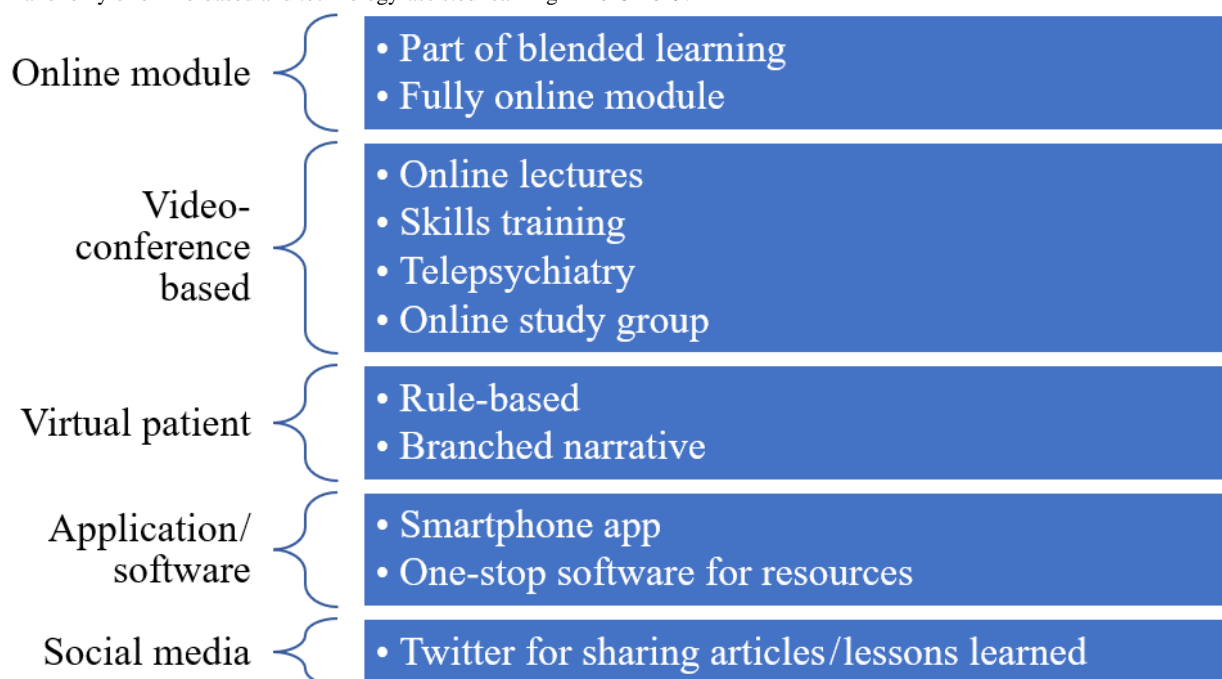 Online module
• Part of blended learning
• Fully online module
Video-
conference
based
• Online lectures
• Skills training
• Telepsychiatry
• Online study group
Virtual patient
• Rule-based
• Branched narrative
Application/
software
• Smartphone app
• One-stop software for resources
Social media
• Twitter for sharing articles/lessons learned